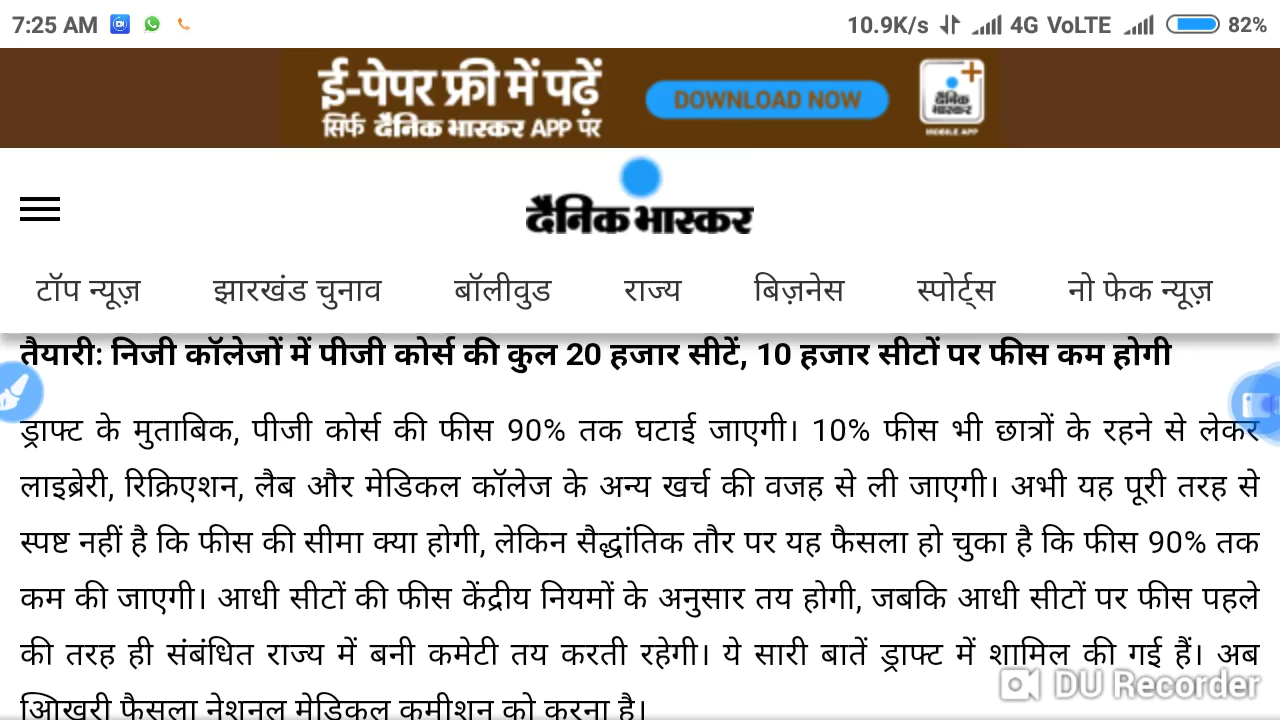 7:25 AM 10.9K/s 4G VoLTE 82%
ई-पेपर फ्री में पढ़ें
सिर्फ दैनिक भास्कर APP पर
DOWNLOAD NOW
दैनिक
भास्कर
MOBILE APP
दैनिक भास्कर
टॉप न्यूज़ झारखंड चुनाव बॉलीवुड राज्य बिज़नेस स्पोर्ट्स नो फेक न्यूज़
तैयारी: निजी कॉलेजों में पीजी कोर्स की कुल 20 हजार सीटें, 10 हजार सीटों पर फीस कम होगी
ड्राफ्ट के मुताबिक, पीजी कोर्स की फीस 90% तक घटाई जाएगी। 10% फीस भी छात्रों के रहने से लेकर
लाइब्रेरी, रिक्रिएशन, लैब और मेडिकल कॉलेज के अन्य खर्च की वजह से ली जाएगी। अभी यह पूरी तरह से
स्पष्ट नहीं है कि फीस की सीमा क्या होगी, लेकिन सैद्धांतिक तौर पर यह फैसला हो चुका है कि फीस 90% तक
कम की जाएगी। आधी सीटों की फीस केंद्रीय नियमों के अनुसार तय होगी, जबकि आधी सीटों पर फीस पहले
की तरह ही संबंधित राज्य में बनी कमेटी तय करती रहेगी। ये सारी बातें ड्राफ्ट में शामिल की गई हैं। अब
आिखरी फैसला नेशनल मेडिकल कमीशन को करना है।
DU Recorder